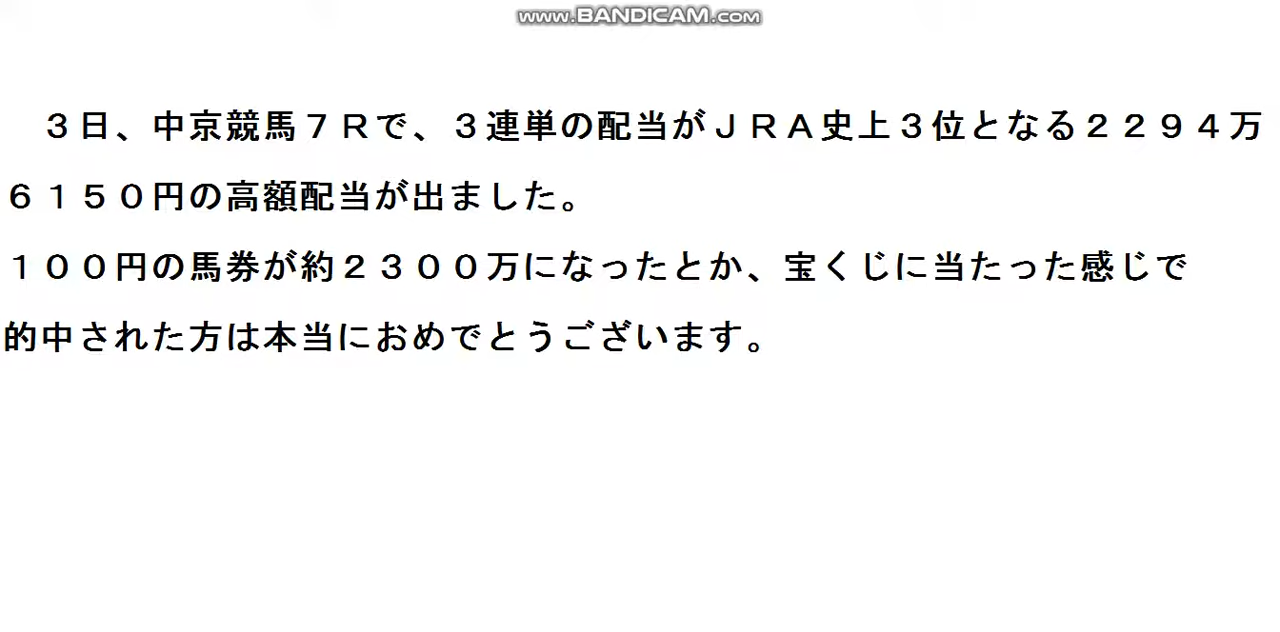 www.BANDICAM.com
３日、中京競馬７Ｒで、３連単の配当がＪＲＡ史上３位となる２２９４万
６１５０円の高額配当が出ました。
１００円の馬券が約２３００万になったとか、宝くじに当たった感じで
的中された方は本当におめでとうございます。